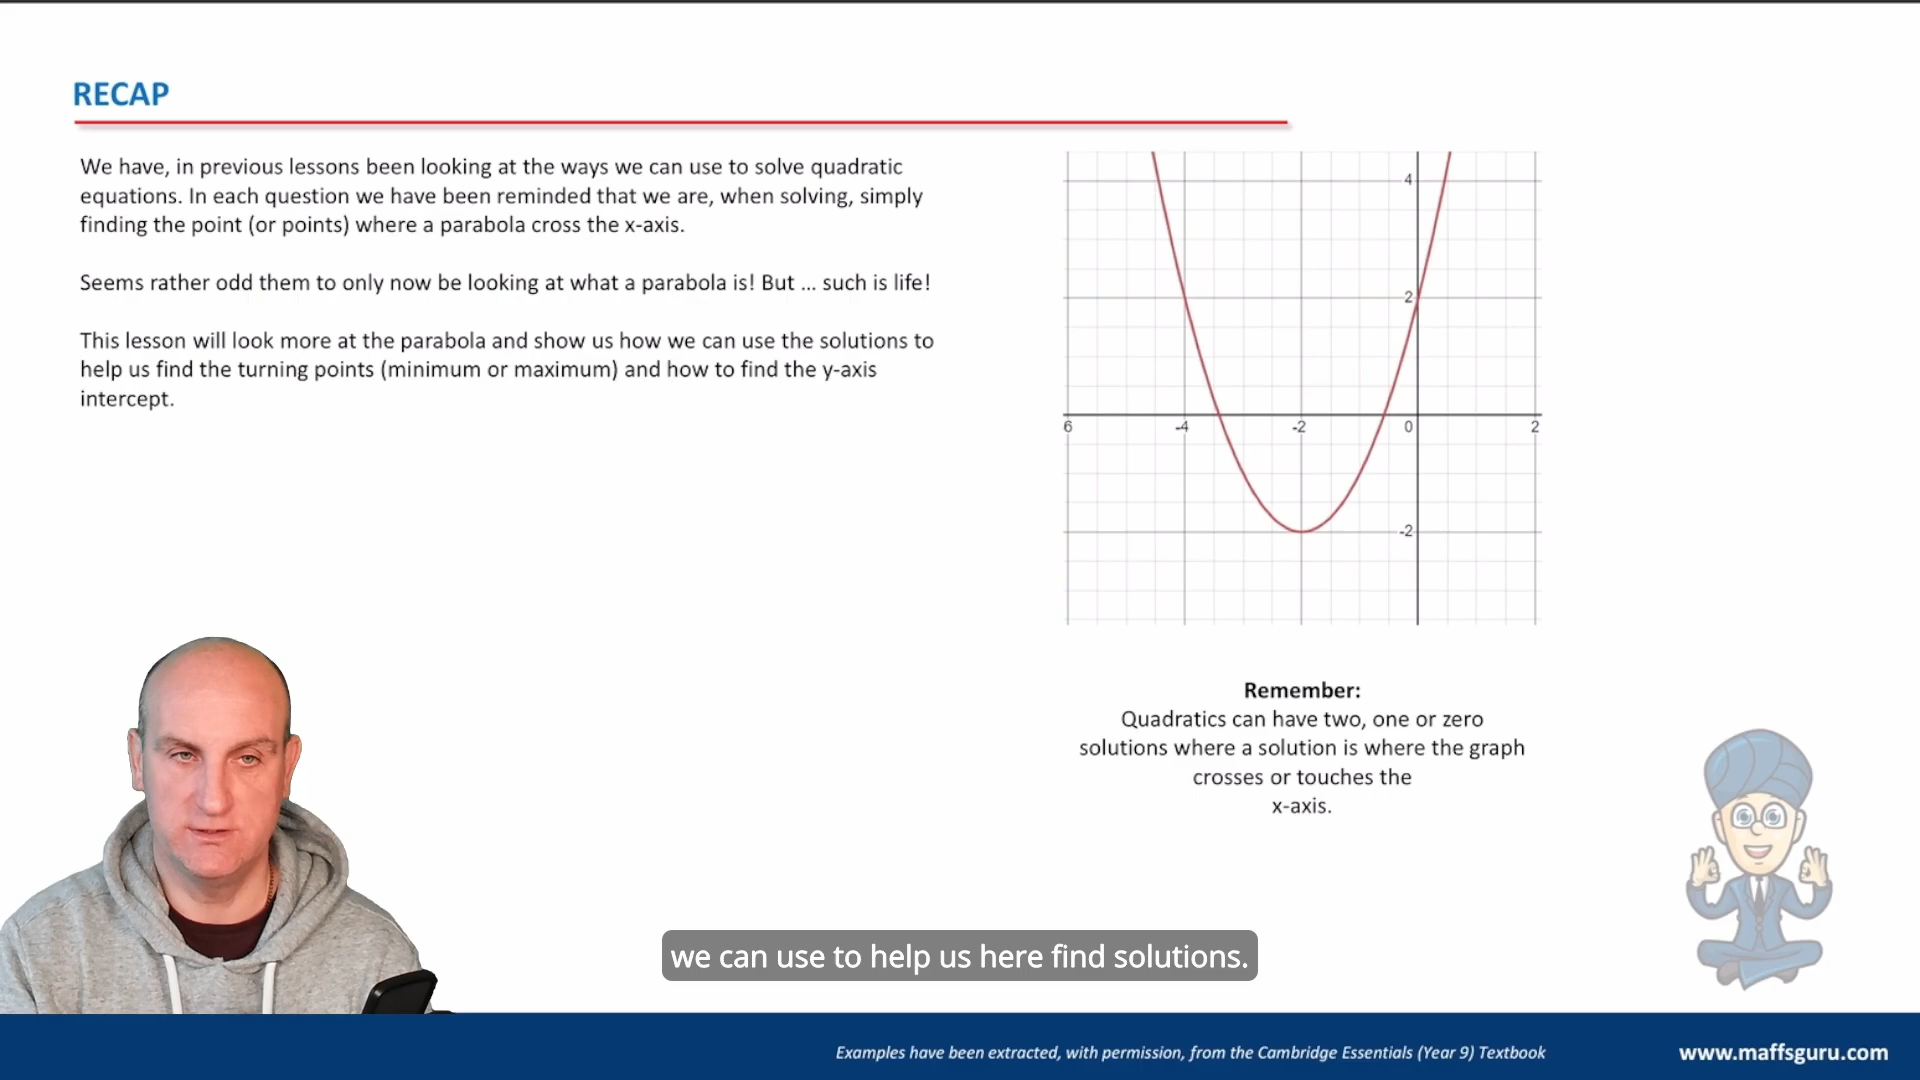 RECAP
We have, in previous lessons been looking at the ways we can use to solve quadratic
equations. In each question we have been reminded that we are, when solving, simply
finding the point (or points) where a parabola cross the x-axis.
Seems rather odd them to only now be looking at what a parabola is! But ... such is life!
This lesson will look more at the parabola and show us how we can use the solutions to
help us find the turning points (minimum or maximum) and how to find the y-axis
intercept.
4
2
6 -4 -2 0 2
-2
Remember:
Quadratics can have two, one or zero
solutions where a solution is where the graph
crosses or touches the
x-axis.
we can use to help us here find solutions.
Examples have been extracted, with permission, from the Cambridge Essentials (Year 9) Textbook
www.maffsguru.com